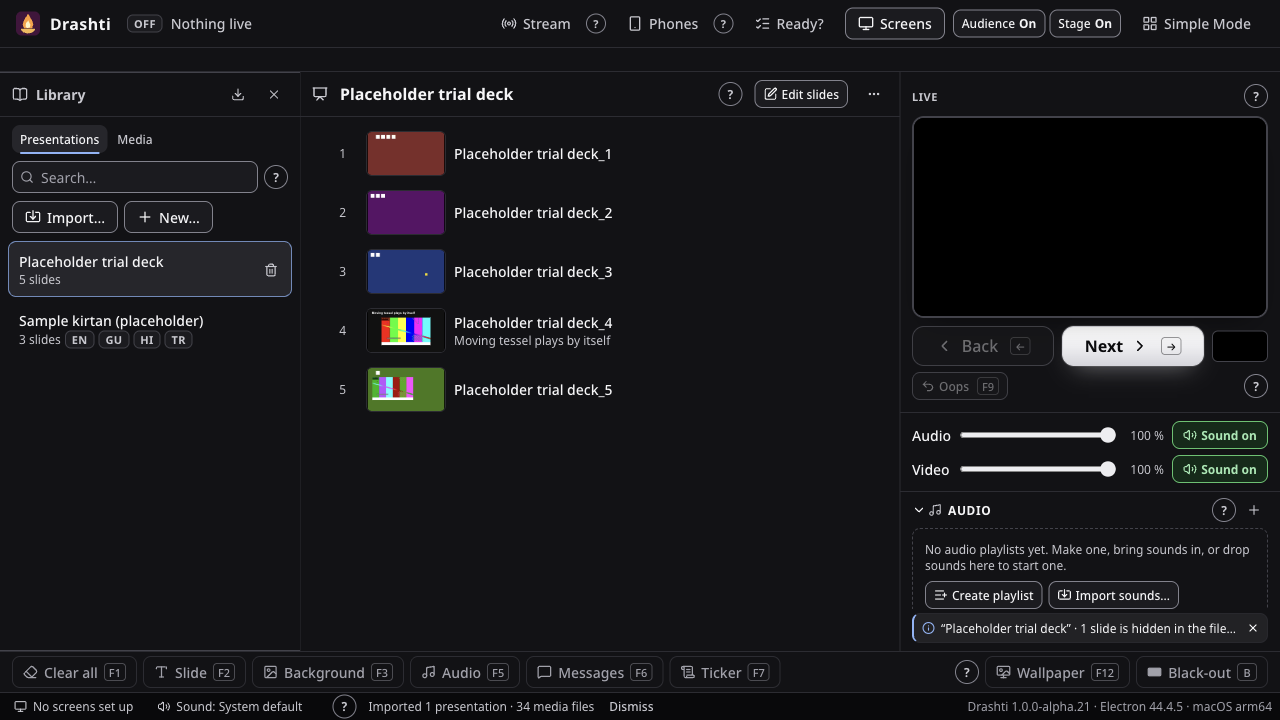 Drashti OFF Nothing live Stream ? Phones ? Ready? Screens Audience On Stage On Simple Mode
Library
Presentations Media
Search... ?
Import... New...
Placeholder trial deck
5 slides
Sample kirtan (placeholder)
3 slides EN GU HI TR
Placeholder trial deck ? Edit slides ...
1 Placeholder trial deck_1
2 Placeholder trial deck_2
3 Placeholder trial deck_3
4 Placeholder trial deck_4
Moving tessel plays by itself
Moving tessel plays by itself
5 Placeholder trial deck_5
LIVE ?
Back ← Next →
Oops F9 ?
Audio 100 % Sound on
Video 100 % Sound on
AUDIO ?
No audio playlists yet. Make one, bring sounds in, or drop
sounds here to start one.
Create playlist Import sounds...
“Placeholder trial deck” · 1 slide is hidden in the file...
Clear all F1 Slide F2 Background F3 Audio F5 Messages F6 Ticker F7 ? Wallpaper F12 Black-out B
No screens set up Sound: System default ? Imported 1 presentation · 34 media files Dismiss Drashti 1.0.0-alpha.21 · Electron 44.4.5 · macOS arm64